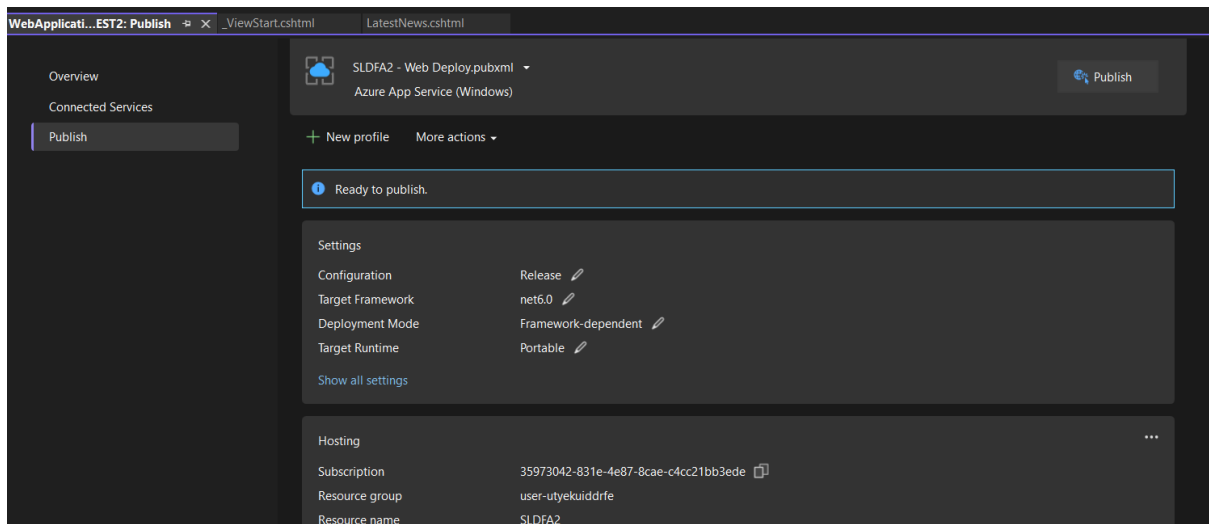 WebApplicati...EST2: Publish
_ViewStart.cshtml
LatestNews.cshtml
Overview
Connected Services
Publish
SLDFA2 - Web Deploy.pubxml
Azure App Service (Windows)
Publish
New profile
More actions
Ready to publish.
Settings
Configuration Release
Target Framework net6.0
Deployment Mode Framework-dependent
Target Runtime Portable
Show all settings
Hosting
Subscription 35973042-831e-4e87-8cae-c4cc21bb3ede
Resource group user-utyekuiddrfe
Resource name SLDFA2